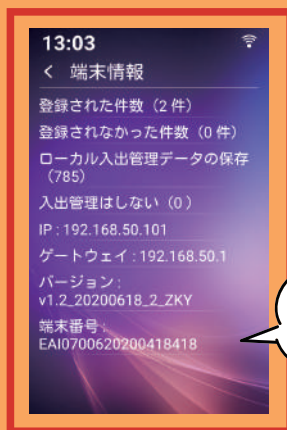 13:03
端末情報
登録された件数（2 件）
登録されなかった件数（0 件）
ローカル入出管理データの保存
（785）
入出管理はしない（0）
IP : 192.168.50.101
ゲートウェイ : 192.168.50.1
バージョン :
v1.2_20200618_2_ZKY
端末番号 :
EAI0700620200418418